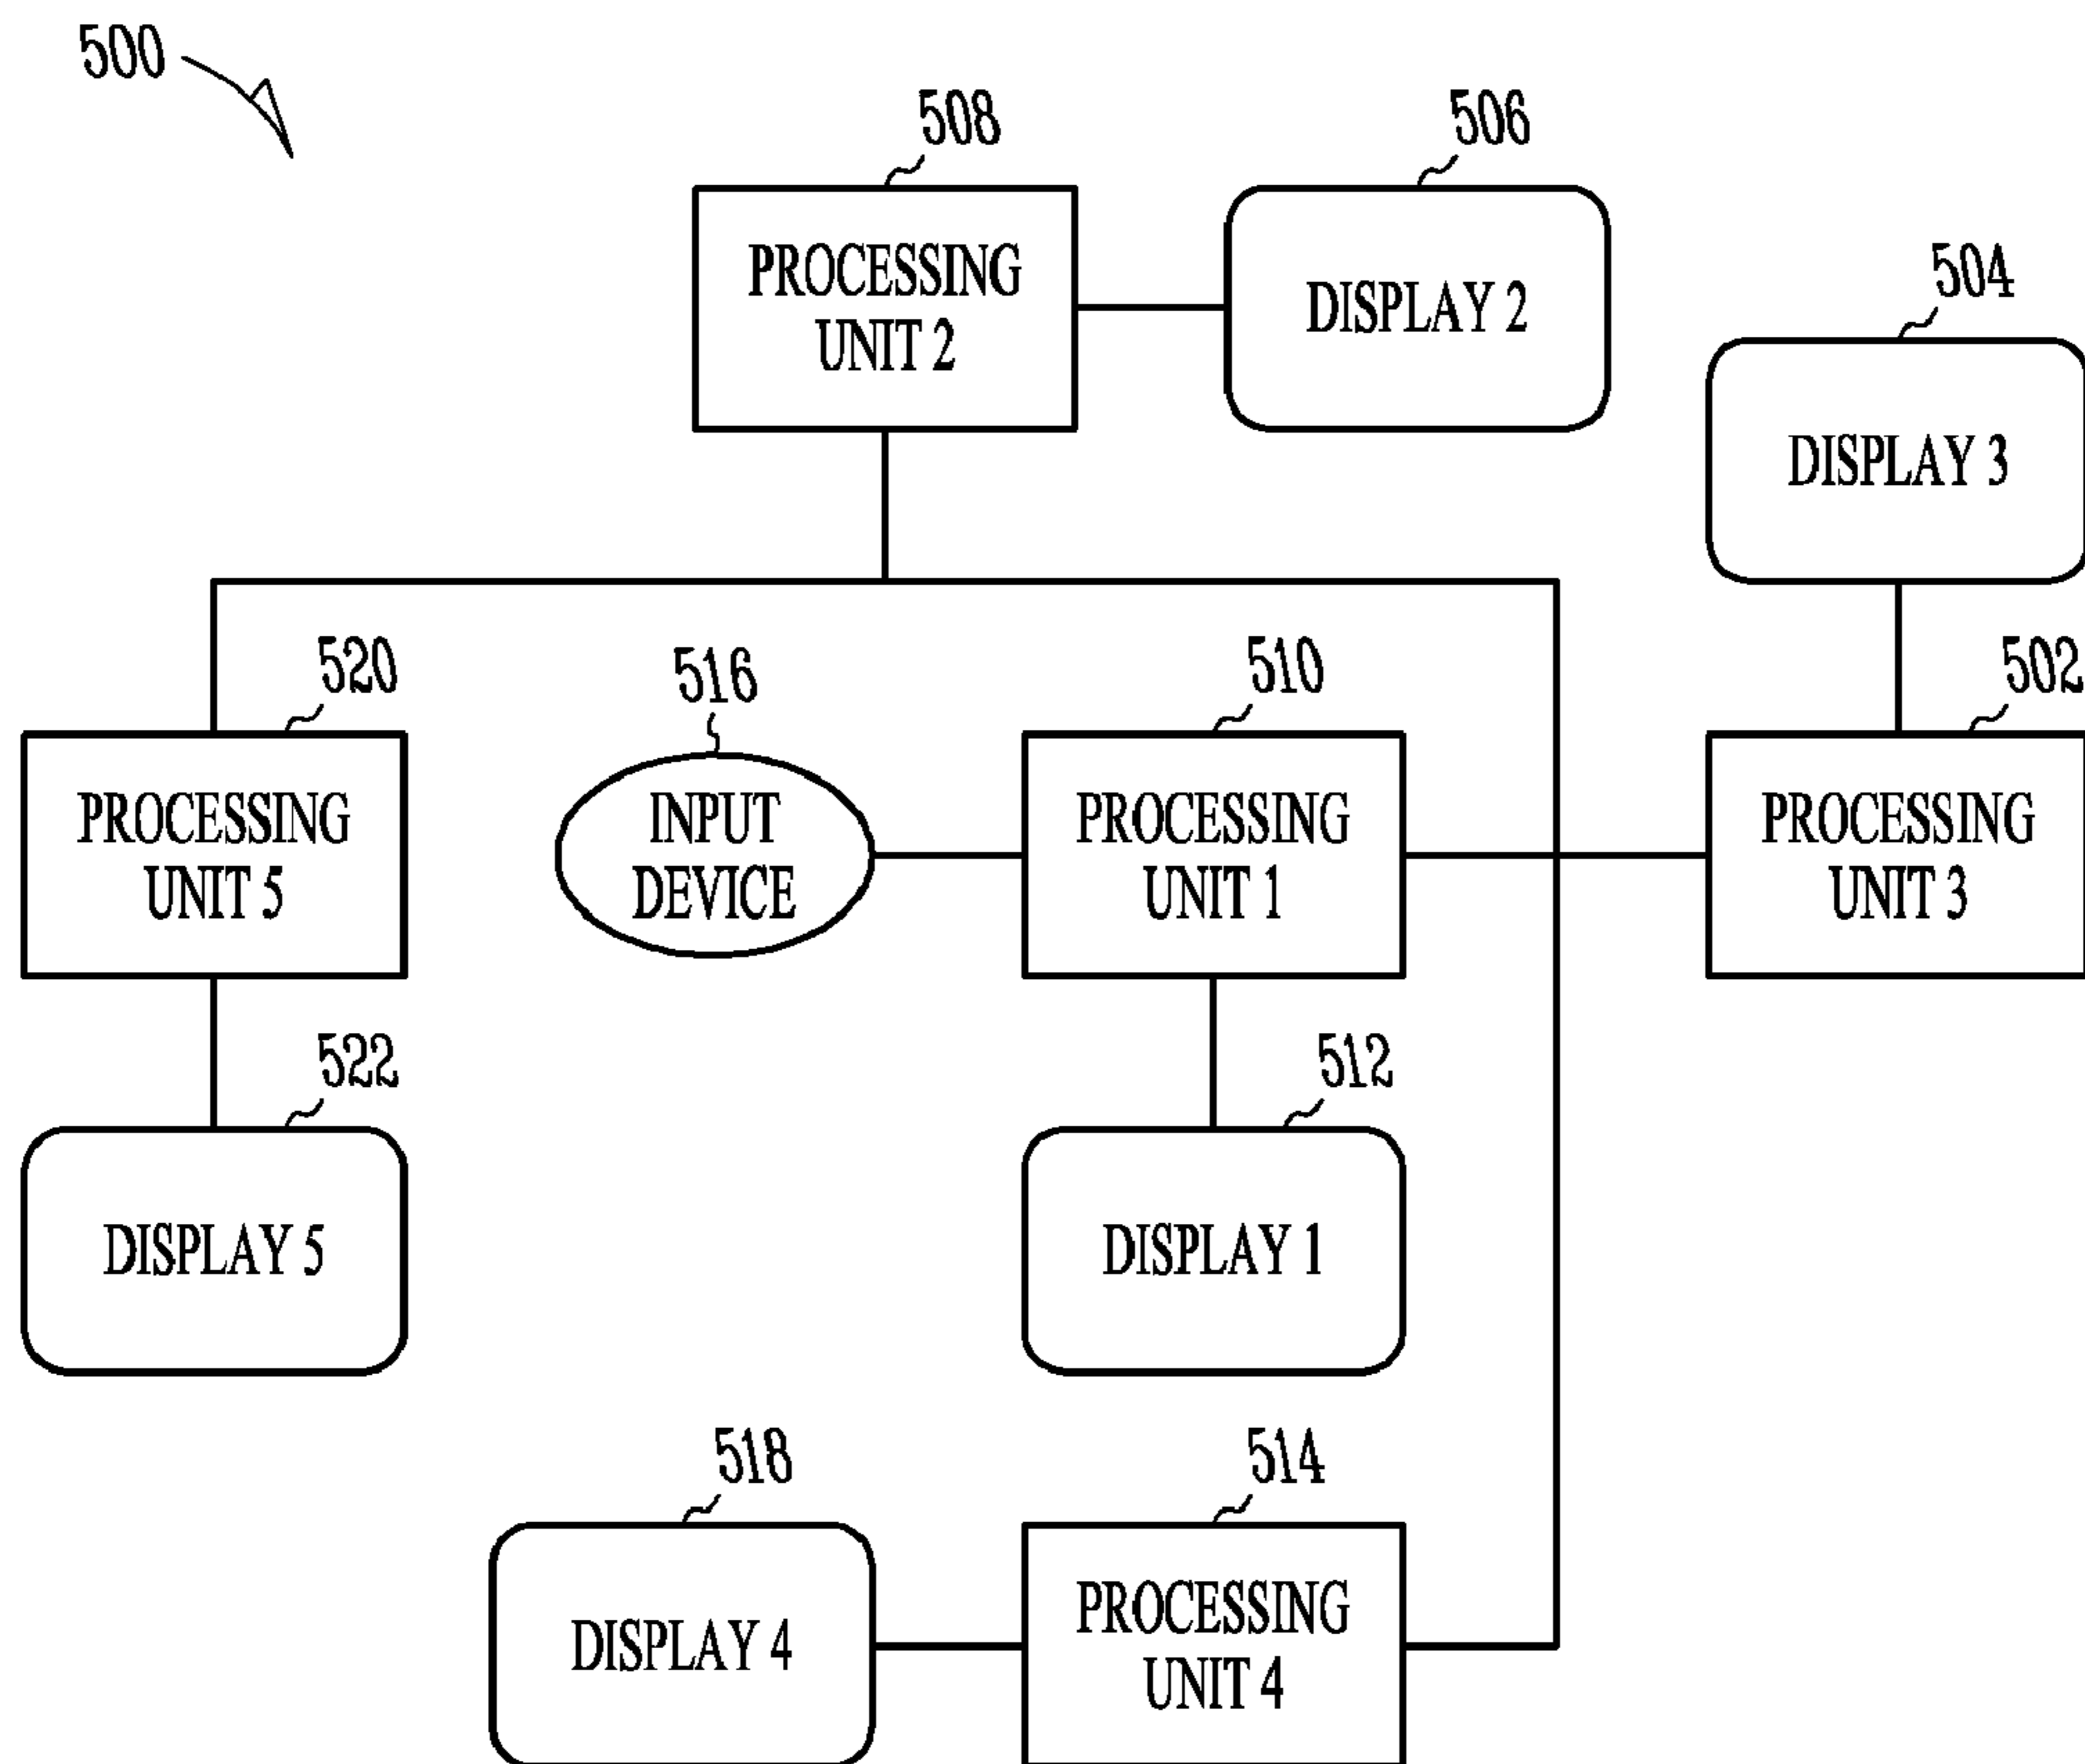 500
508
506
PROCESSING
UNIT 2
DISPLAY 2
504
DISPLAY 3
520
516
510
502
PROCESSING
UNIT 5
INPUT
DEVICE
PROCESSING
UNIT 1
PROCESSING
UNIT 3
522
512
DISPLAY 5
DISPLAY 1
518
514
DISPLAY 4
PROCESSING
UNIT 4